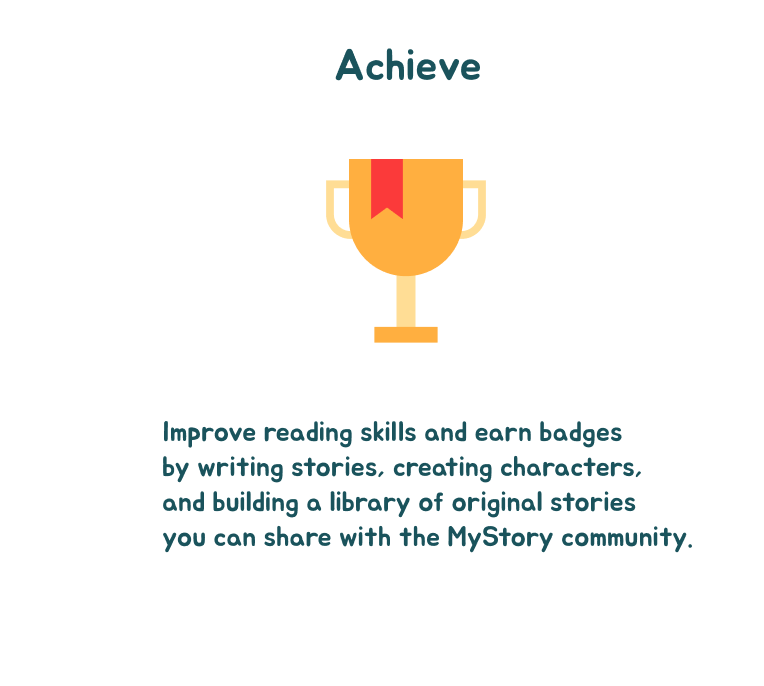 Achieve
Improve reading skills and earn badges
by writing stories, creating characters,
and building a library of original stories
you can share with the MyStory community.